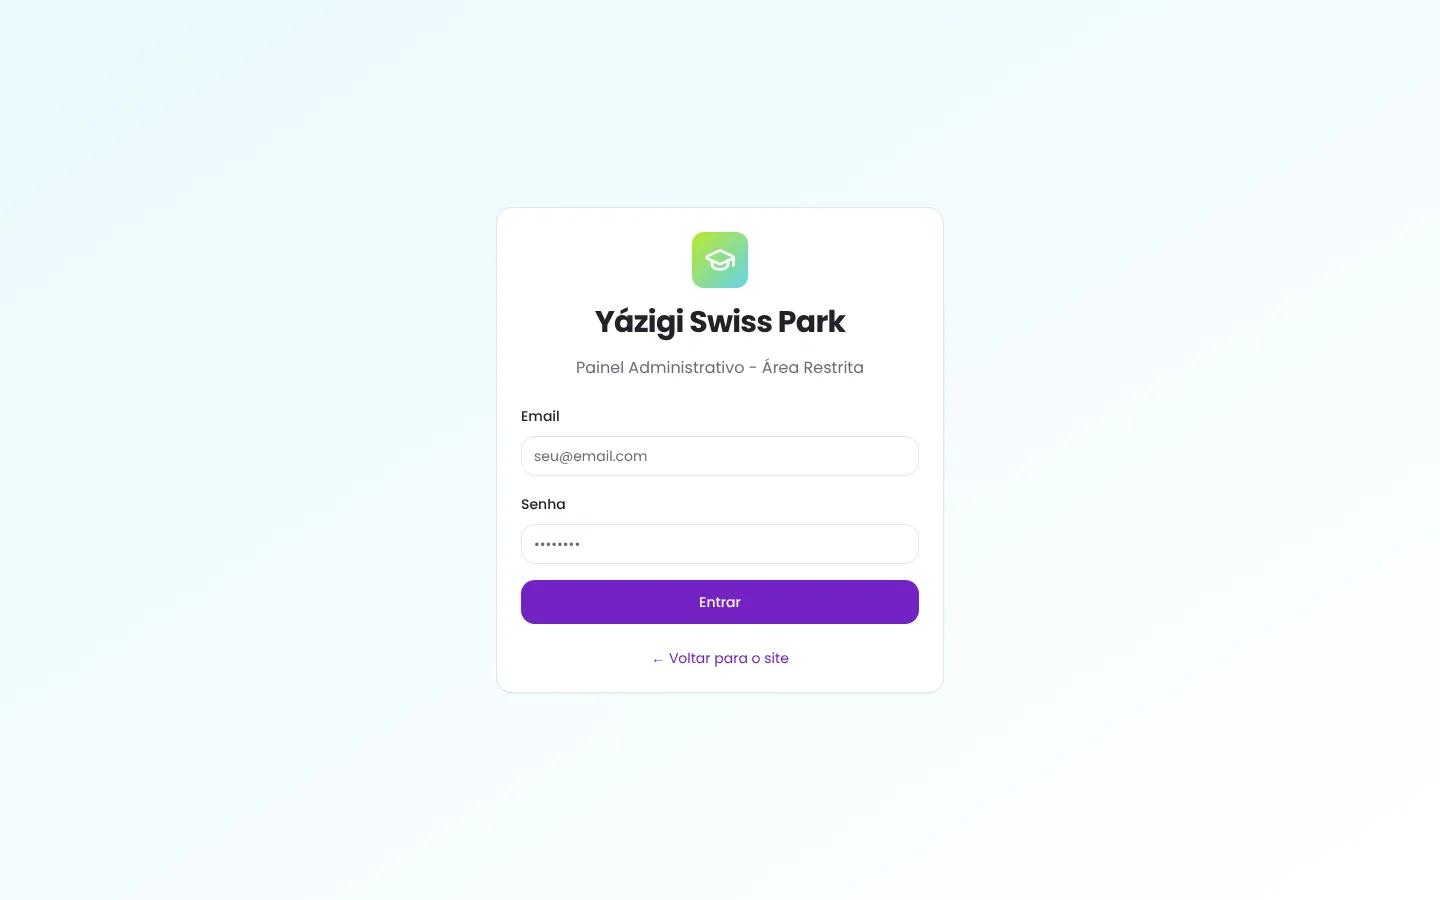 Yázigi Swiss Park
Painel Administrativo - Área Restrita
Email
seu@email.com
Senha
••••••••
Entrar
← Voltar para o site